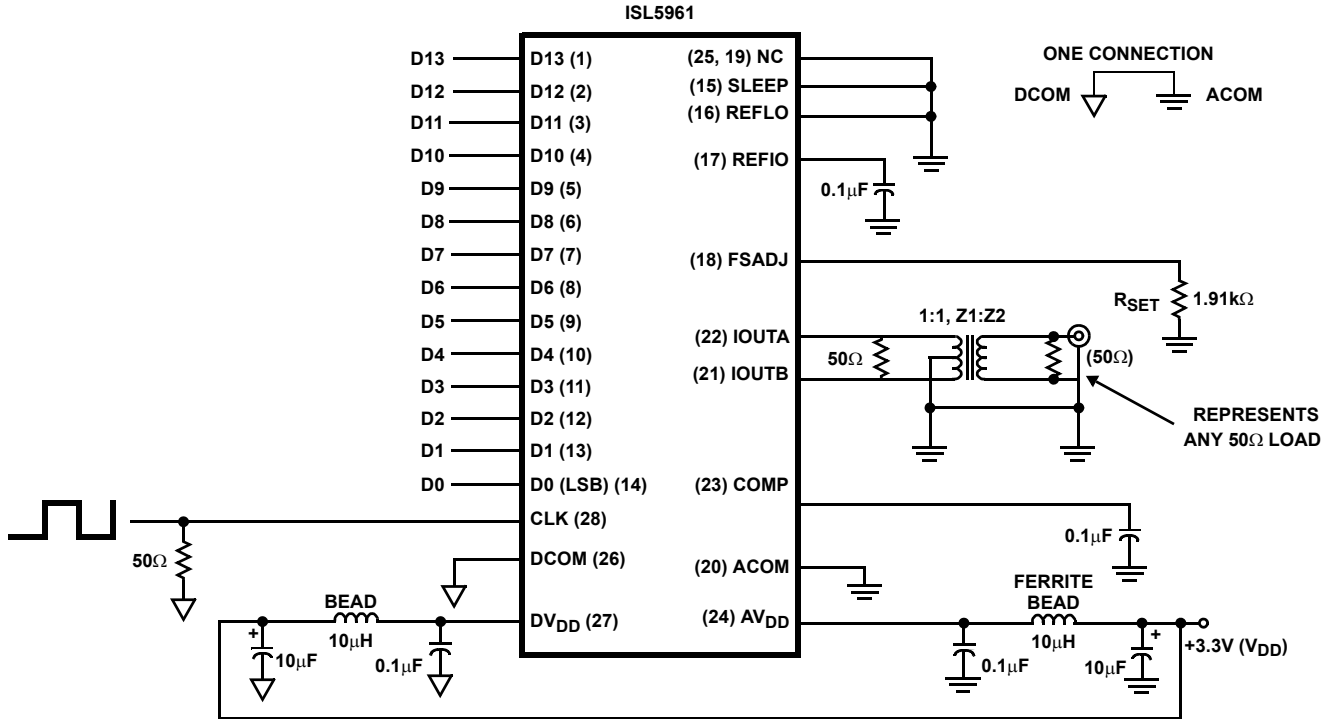 ISL5961
D13
D13 (1)
(25, 19) NC
ONE CONNECTION
D12
D12 (2)
(15) SLEEP
DCOM
ACOM
D11
D11 (3)
(16) REFLO
D10
D10 (4)
(17) REFIO
D9
D9 (5)
0.1µF
D8
D8 (6)
D7
D7 (7)
(18) FSADJ
D6
D6 (8)
RSET
1.91kΩ
D5
D5 (9)
1:1, Z1:Z2
(22) IOUTA
D4
D4 (10)
50Ω
(50Ω)
D3
D3 (11)
(21) IOUTB
D2
D2 (12)
REPRESENTS
ANY 50Ω LOAD
D1
D1 (13)
D0
D0 (LSB) (14)
(23) COMP
CLK (28)
50Ω
0.1µF
DCOM (26)
(20) ACOM
BEAD
FERRITE
BEAD
DVDD (27)
(24) AVDD
+
10µH
10µH
+
+3.3V (VDD)
10µF
0.1µF
0.1µF
10µF